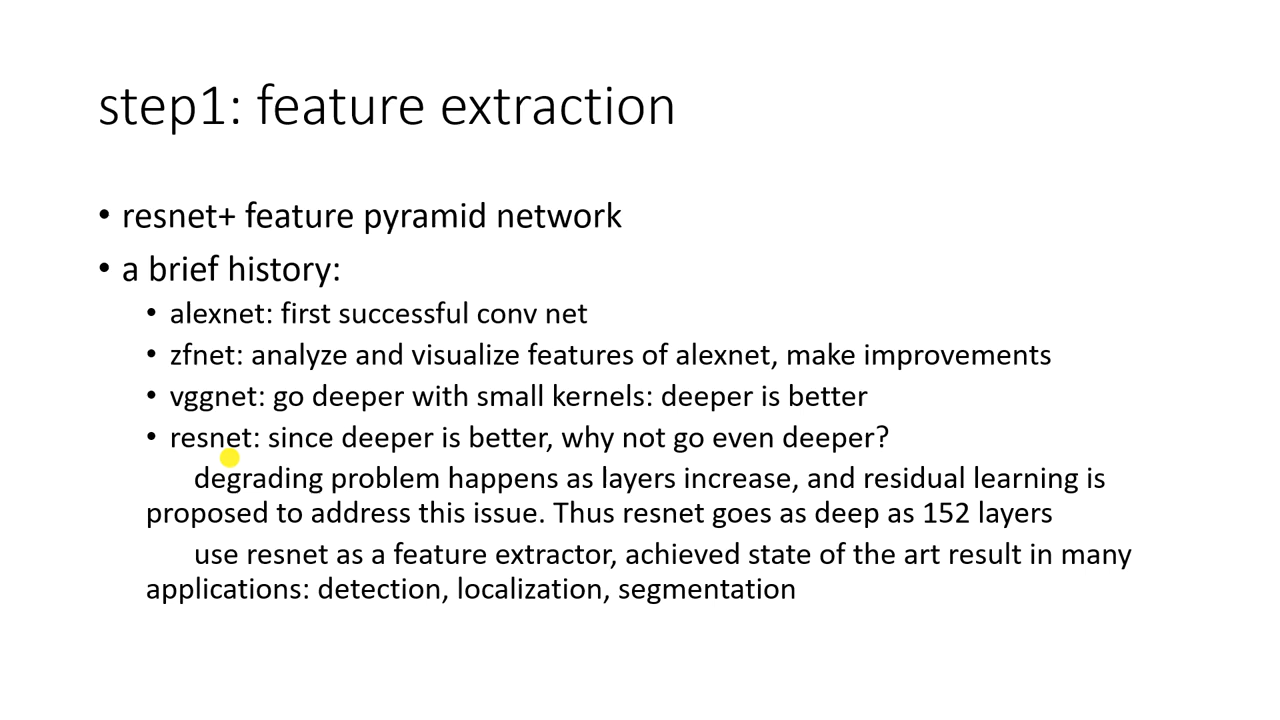 step1: feature extraction
• resnet+ feature pyramid network
• a brief history:
• alexnet: first successful conv net
• zfnet: analyze and visualize features of alexnet, make improvements
• vggnet: go deeper with small kernels: deeper is better
• resnet: since deeper is better, why not go even deeper?
degrading problem happens as layers increase, and residual learning is
proposed to address this issue. Thus resnet goes as deep as 152 layers
use resnet as a feature extractor, achieved state of the art result in many
applications: detection, localization, segmentation